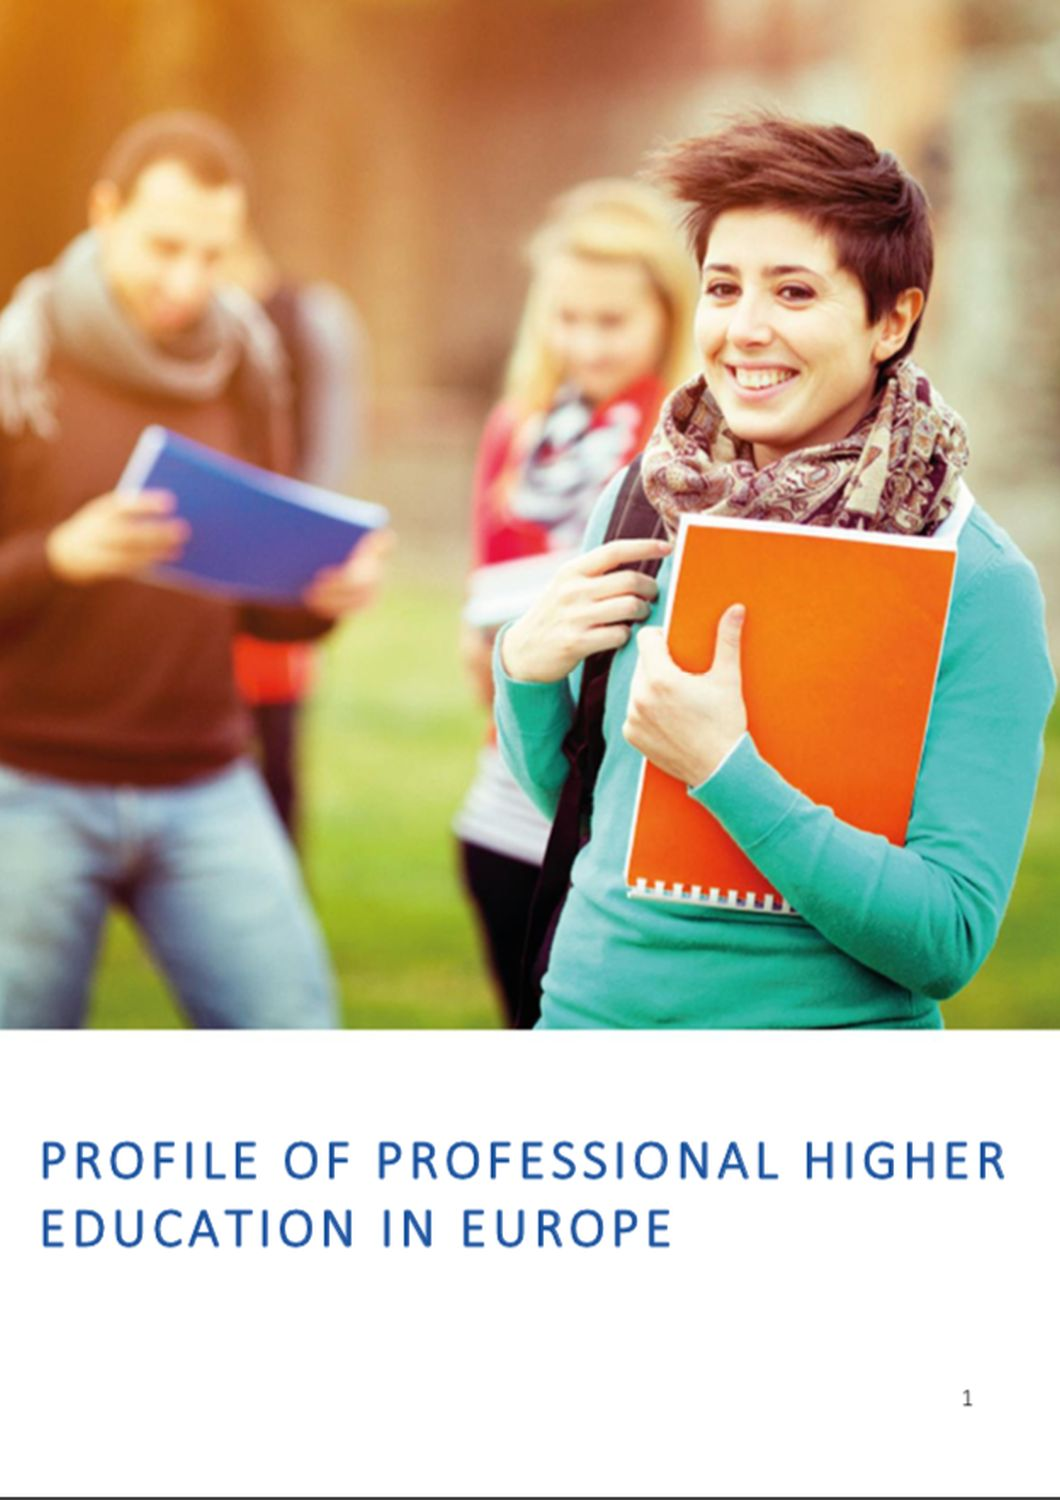 PROFILE OF PROFESSIONAL HIGHER
EDUCATION IN EUROPE
1